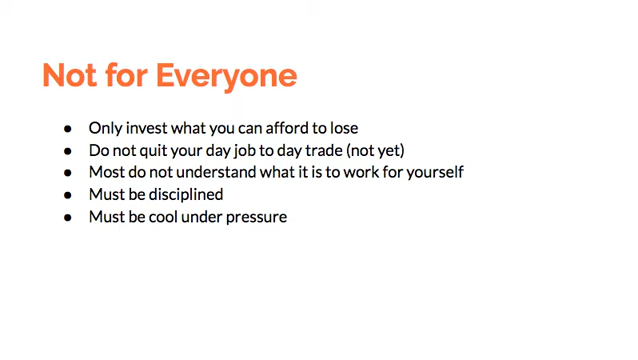 Not for Everyone
● Only invest what you can afford to lose
● Do not quit your day job to day trade (not yet)
● Most do not understand what it is to work for yourself
● Must be disciplined
● Must be cool under pressure